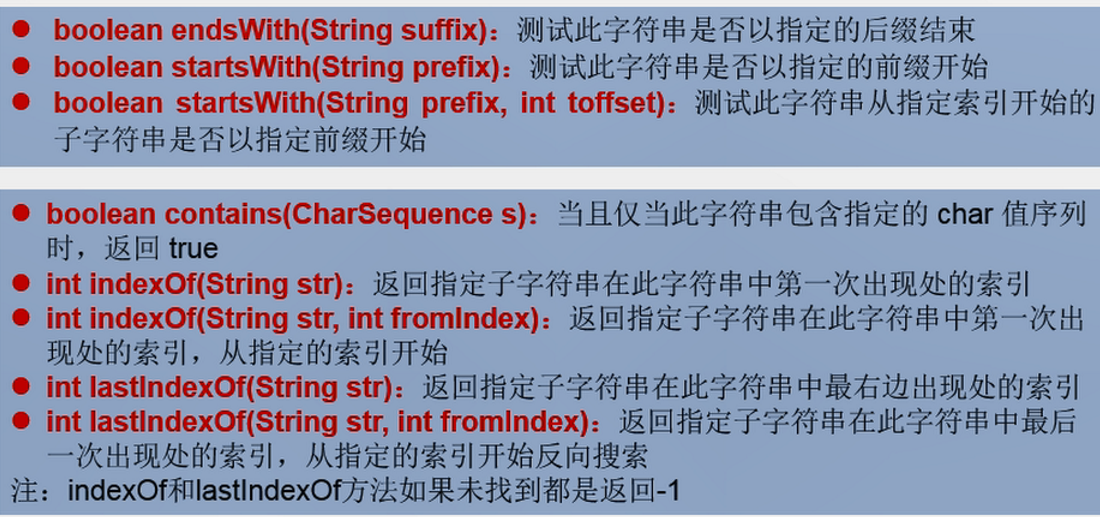 ● boolean endsWith(String suffix)：测试此字符串是否以指定的后缀结束
● boolean startsWith(String prefix)：测试此字符串是否以指定的前缀开始
● boolean startsWith(String prefix, int toffset)：测试此字符串从指定索引开始的
子字符串是否以指定前缀开始
● boolean contains(CharSequence s)：当且仅当此字符串包含指定的 char 值序列
时，返回 true
● int indexOf(String str)：返回指定子字符串在此字符串中第一次出现处的索引
● int indexOf(String str, int fromIndex)：返回指定子字符串在此字符串中第一次出
现处的索引，从指定的索引开始
● int lastIndexOf(String str)：返回指定子字符串在此字符串中最右边出现处的索引
● int lastIndexOf(String str, int fromIndex)：返回指定子字符串在此字符串中最后
一次出现处的索引，从指定的索引开始反向搜索
注：indexOf和lastIndexOf方法如果未找到都是返回-1